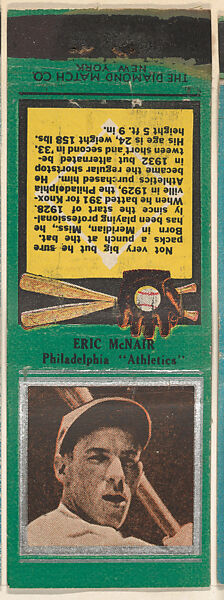 THE DIAMOND MATCH CO
NEW YORK
Not very big but he sure
packs a punch at the bat.
Born in Meridian, Miss., he
has been playing professional-
ly since the start of 1928.
When he batted 391 for Knox-
ville in 1929, the Philadelphia
Athletics purchased him. He
became the regular shortstop
in 1932 but alternated be-
tween short and second in '33.
His age is 24, weight 158 lbs.
height 5 ft. 9 in.
ERIC McNAIR
Philadelphia "Athletics"